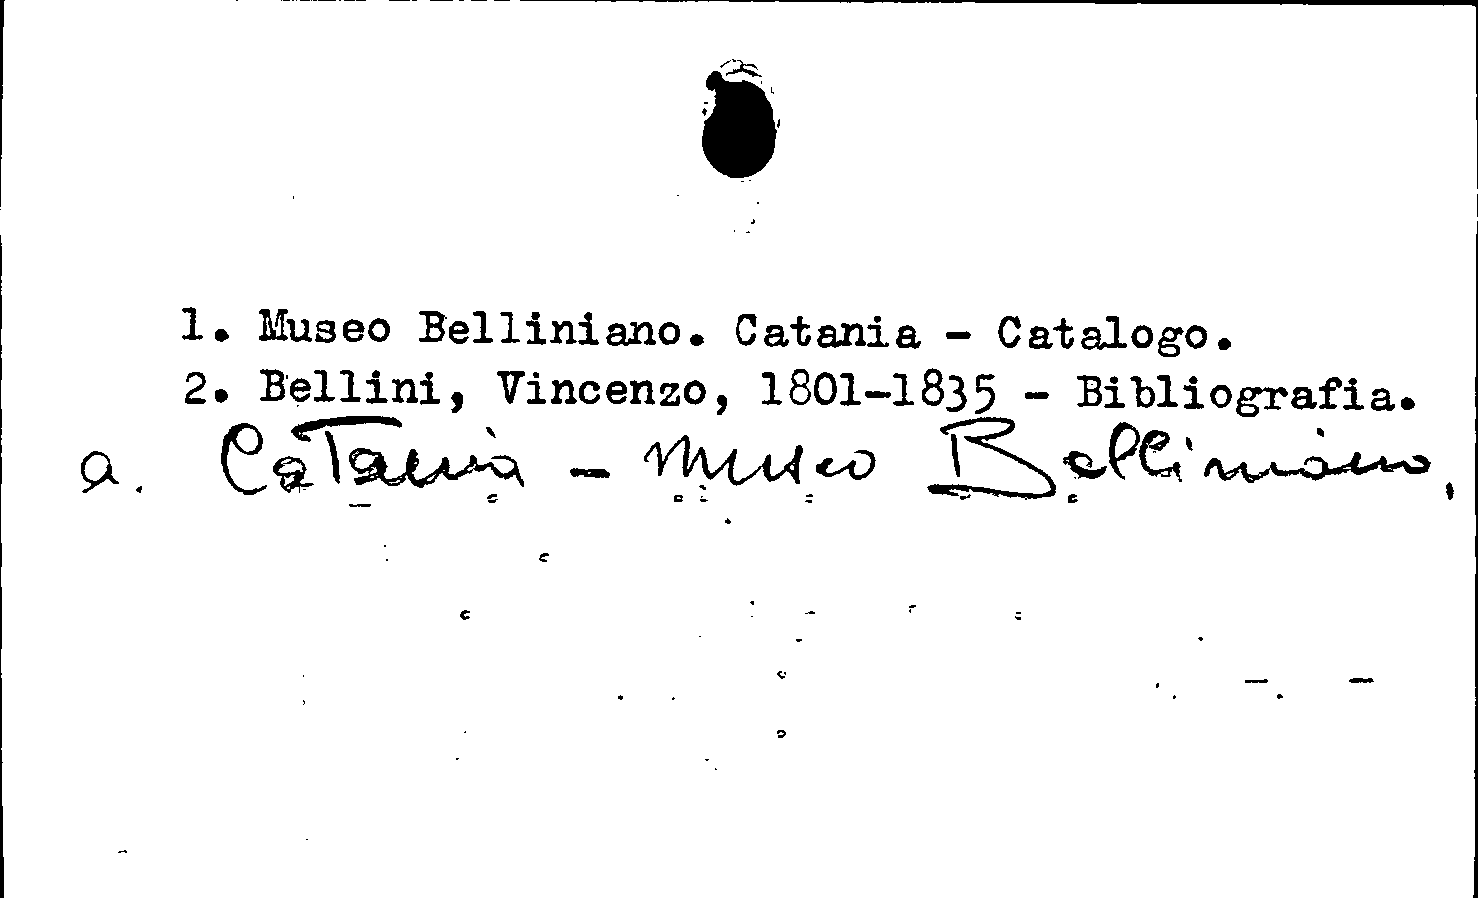 1. Museo Belliniano. Catania - Catalogo.
2. Bellini, Vincenzo, 1801-1835 - Bibliografia.
a. Catania - Museo Belliniano.